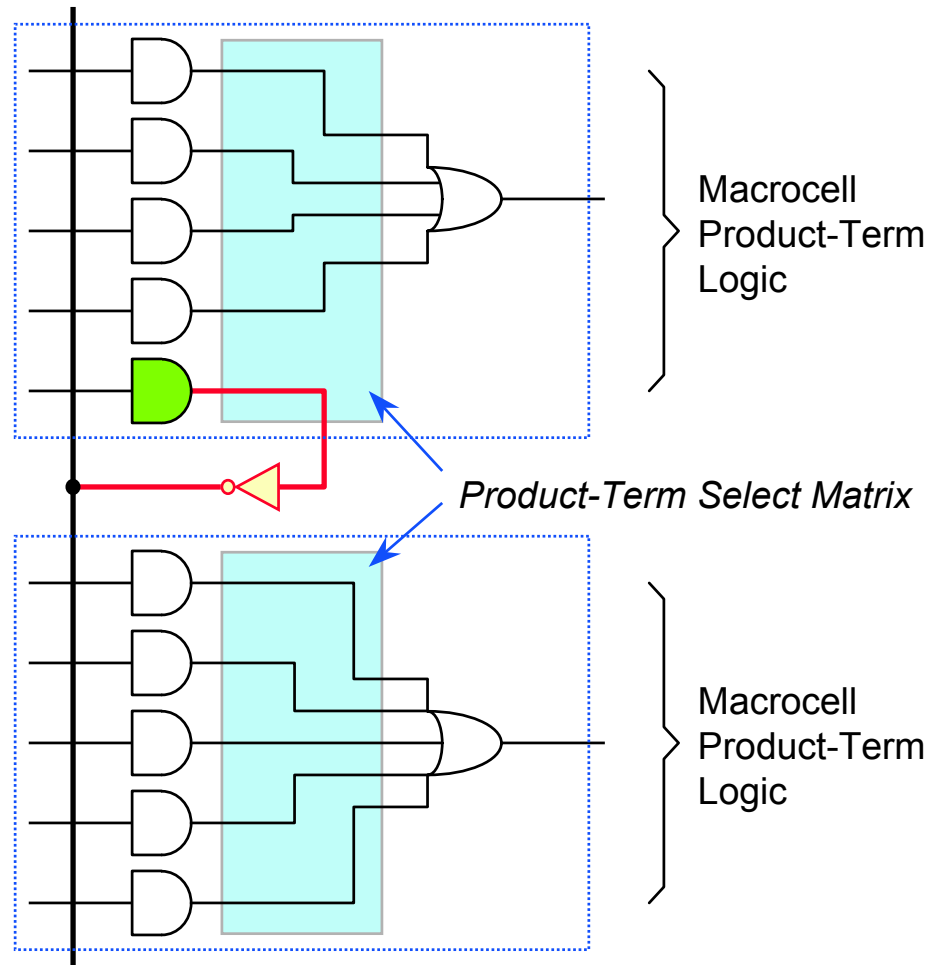 Macrocell
Product-Term
Logic
Product-Term Select Matrix
Macrocell
Product-Term
Logic